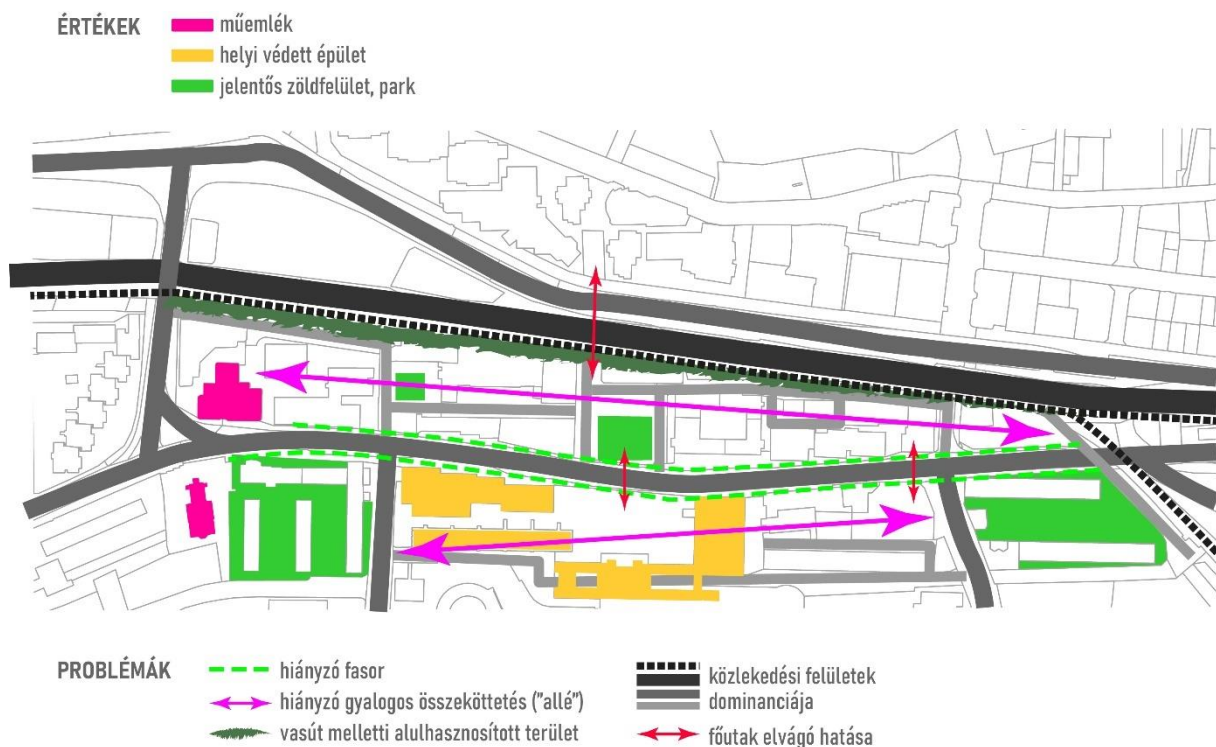 ÉRTÉKEK
műemlék
helyi védett épület
jelentős zöldfelület, park
PROBLÉMÁK
hiányzó fasor
hiányzó gyalogos összeköttetés ("allé")
vasút melletti alulhasznosított terület
közlekedési felületek
dominanciája
főutak elvágó hatása